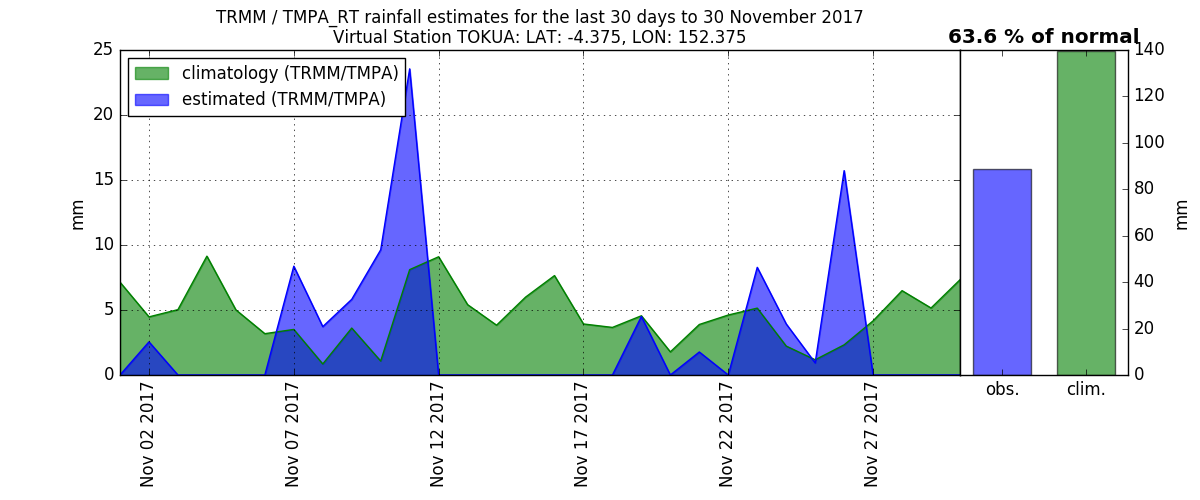 TRMM / TMPA_RT rainfall estimates for the last 30 days to 30 November 2017
Virtual Station TOKUA: LAT: -4.375, LON: 152.375
63.6 % of normal
climatology (TRMM/TMPA)
estimated (TRMM/TMPA)
25
20
15
10
5
0
mm
Nov 02 2017
Nov 07 2017
Nov 12 2017
Nov 17 2017
Nov 22 2017
Nov 27 2017
140
120
100
80
60
40
20
0
mm
obs.
clim.